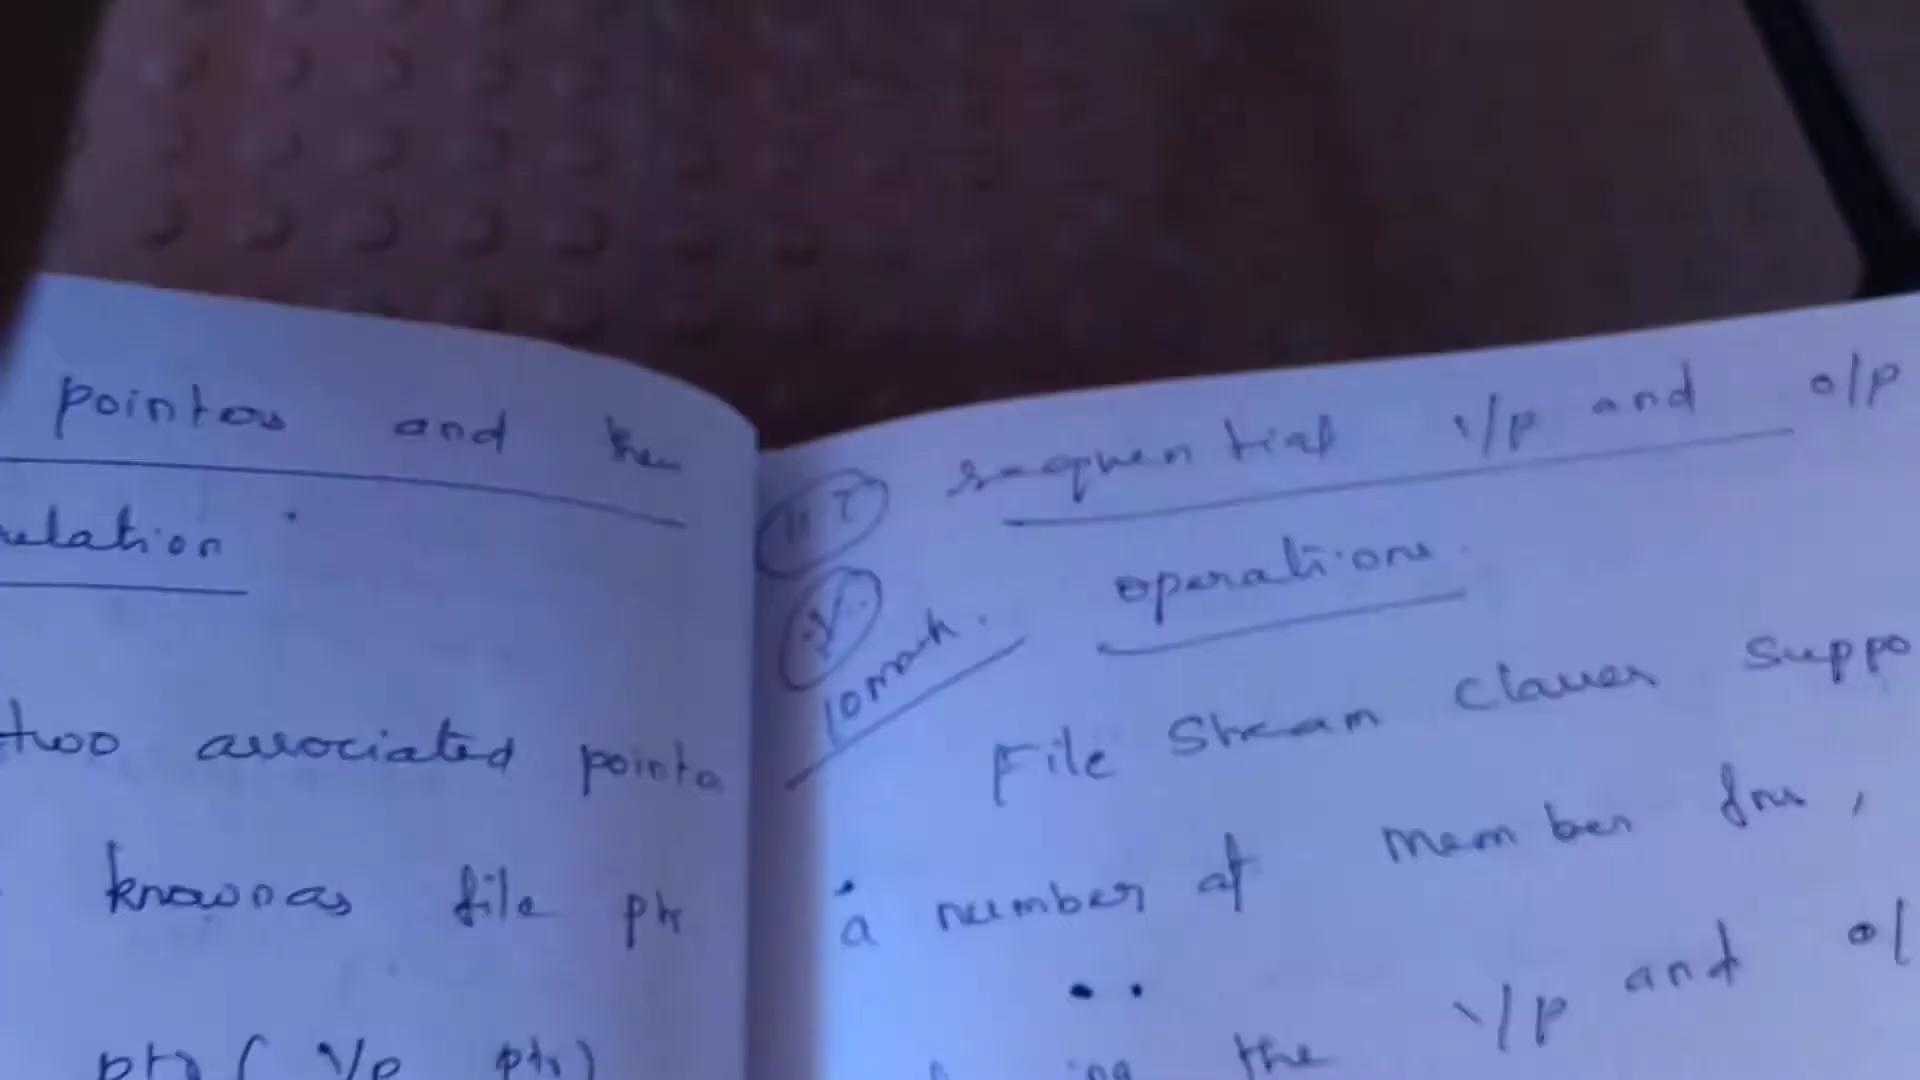 pointers and their
ulation
two associated pointe
known as file ptr
ptr ( i/p ptr )
sequential i/p and o/p
operations.
10 mark.
File Stream classes suppo
a number of member fns,
the i/p and o/